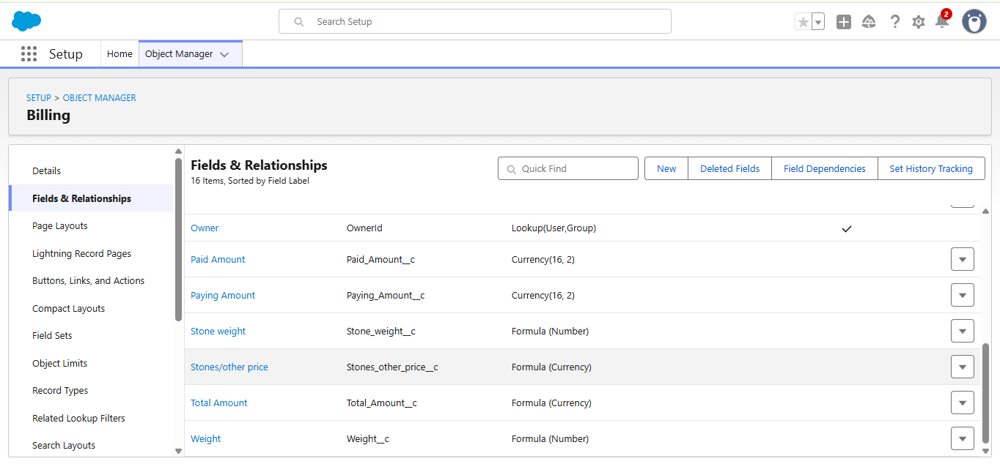 Search Setup
2
Setup
Home
Object Manager
SETUP > OBJECT MANAGER
Billing
Details
Fields & Relationships
Page Layouts
Lightning Record Pages
Buttons, Links, and Actions
Compact Layouts
Field Sets
Object Limits
Record Types
Related Lookup Filters
Search Layouts
Fields & Relationships
16 Items, Sorted by Field Label
Quick Find
New
Deleted Fields
Field Dependencies
Set History Tracking
Owner OwnerId Lookup(User,Group)
Paid Amount Paid_Amount__c Currency(16, 2)
Paying Amount Paying_Amount__c Currency(16, 2)
Stone weight Stone_weight__c Formula (Number)
Stones/other price Stones_other_price__c Formula (Currency)
Total Amount Total_Amount__c Formula (Currency)
Weight Weight__c Formula (Number)